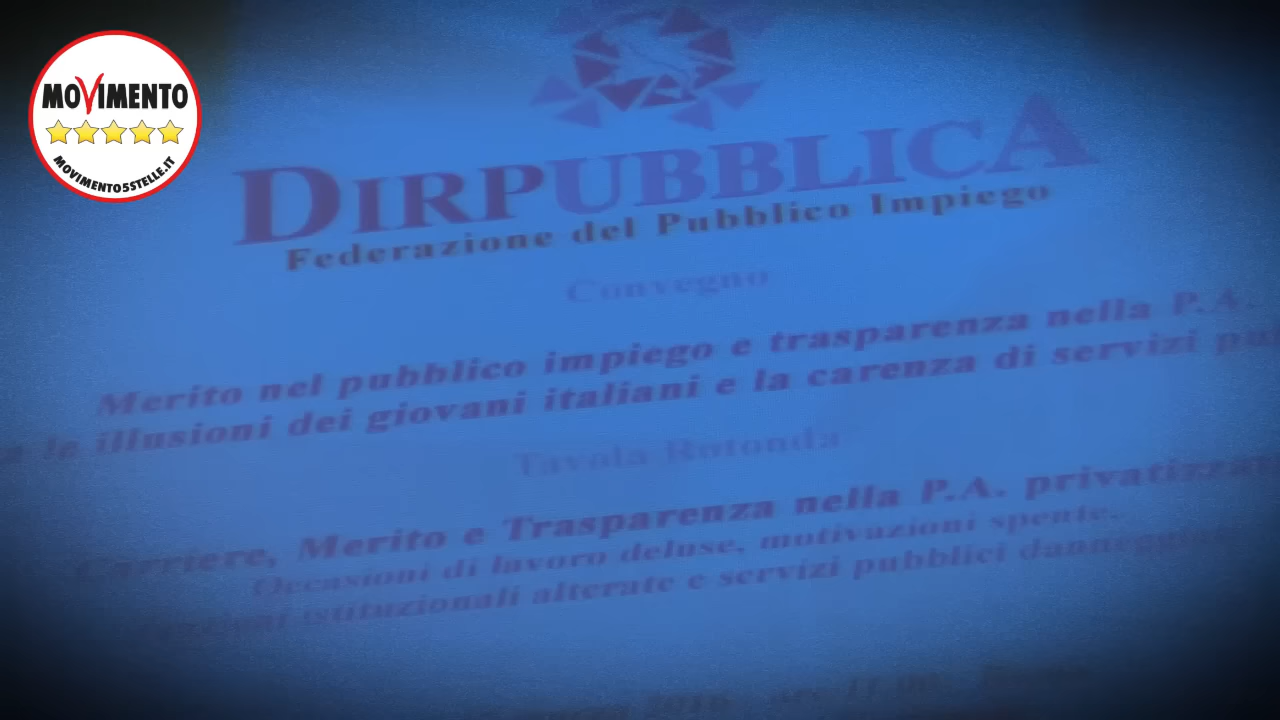 MOVIMENTO
MOVIMENTO5STELLE.IT
DIRPUBBLICA
Federazione del Pubblico Impiego
Convegno
Merito nel pubblico impiego e trasparenza nella P.A.
le illusioni dei giovani italiani e la carenza di servizi
Tavola Rotonda
Carriere, Merito e Trasparenza nella P.A.
Occasioni di lavoro deluse, motivazioni spente,
istituzionali alterate e servizi pubblici